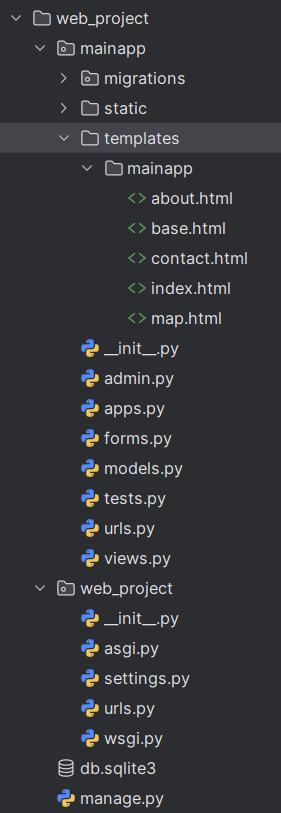 web_project
mainapp
migrations
static
templates
mainapp
about.html
base.html
contact.html
index.html
map.html
__init__.py
admin.py
apps.py
forms.py
models.py
tests.py
urls.py
views.py
web_project
__init__.py
asgi.py
settings.py
urls.py
wsgi.py
db.sqlite3
manage.py